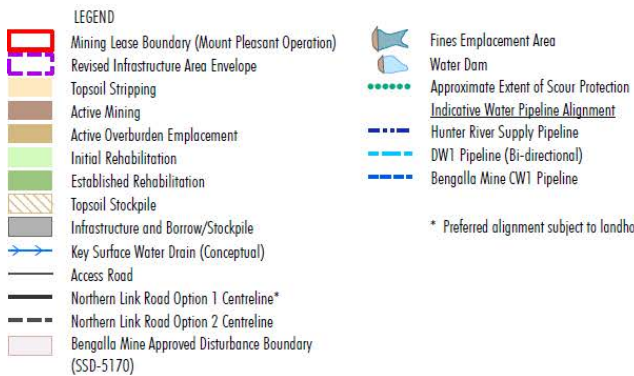 LEGEND
Mining Lease Boundary (Mount Pleasant Operation)
Revised Infrastructure Area Envelope
Topsoil Stripping
Active Mining
Active Overburden Emplacement
Initial Rehabilitation
Established Rehabilitation
Topsoil Stockpile
Infrastructure and Borrow/Stockpile
Key Surface Water Drain (Conceptual)
Access Road
Northern Link Road Option 1 Centreline*
Northern Link Road Option 2 Centreline
Bengalla Mine Approved Disturbance Boundary
(SSD-5170)
Fines Emplacement Area
Water Dam
Approximate Extent of Scour Protection
Indicative Water Pipeline Alignment
Hunter River Supply Pipeline
DW1 Pipeline (Bi-directional)
Bengalla Mine CW1 Pipeline
* Preferred alignment subject to